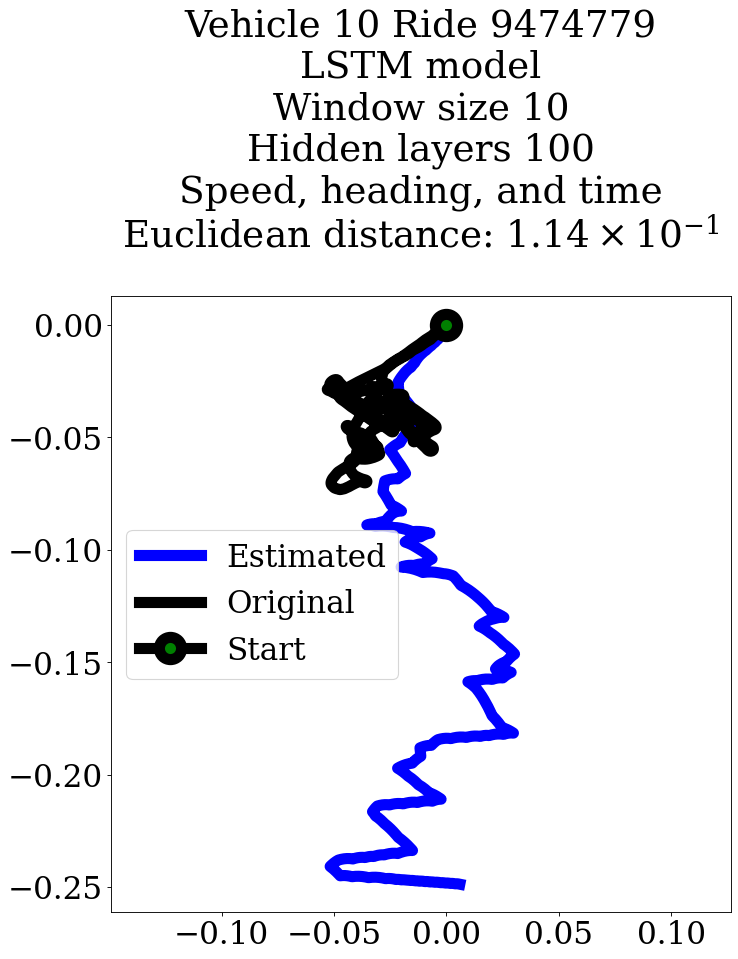 Vehicle 10 Ride 9474779
LSTM model
Window size 10
Hidden layers 100
Speed, heading, and time
Euclidean distance: 1.14 × 10⁻¹
0.00
−0.05
−0.10
−0.15
−0.20
−0.25
Estimated
Original
Start
−0.10 −0.05 0.00 0.05 0.10